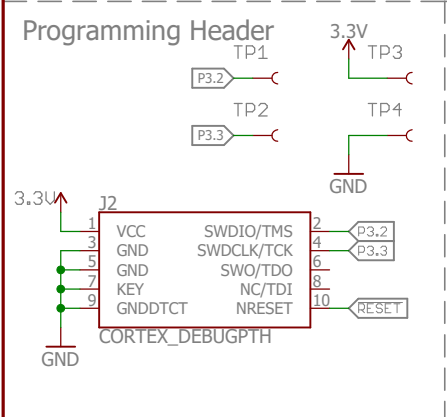 Programming Header
3.3V
TP1
TP3
P3.2
TP2
TP4
P3.3
GND
3.3V
J2
1 VCC SWDIO/TMS 2 P3.2
3 GND SWDCLK/TCK 4 P3.3
5 GND SWO/TDO 6
7 KEY NC/TDI 8
9 GNDDTCT NRESET 10 RESET
CORTEX_DEBUGPTH
GND